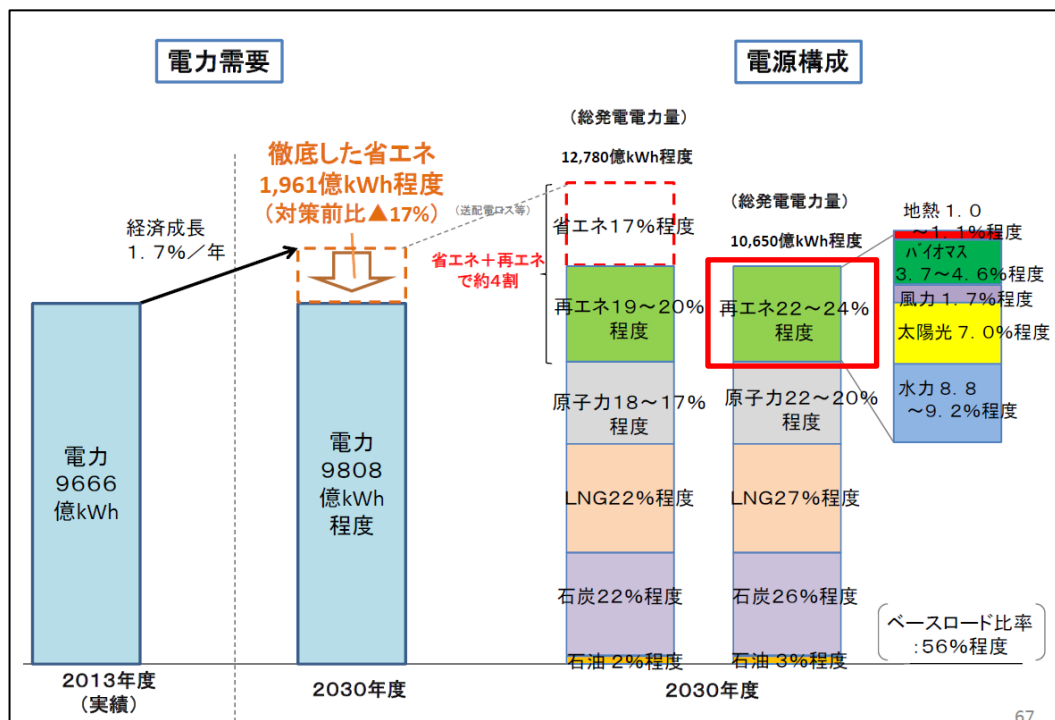 電力需要
電源構成
徹底した省エネ
1,961億kWh程度
(対策前比▲17%)
経済成長
1.7%/年
(送配電ロス等)
省エネ+再エネ
で約4割
電力
9666
億kWh
電力
9808
億kWh
程度
(総発電電力量)
12,780億kWh程度
省エネ17%程度
再エネ19~20%
程度
原子力18~17%
程度
LNG22%程度
石炭22%程度
石油 2%程度
(総発電電力量)
10,650億kWh程度
再エネ22~24%
程度
原子力22~20%
程度
LNG27%程度
石炭26%程度
石油 3%程度
地熱 1.0
~1.1%程度
バイオマス
3.7~4.6%程度
風力 1.7%程度
太陽光 7.0%程度
水力 8.8
~9.2%程度
ベースロード比率
:56%程度
2013年度
(実績)
2030年度
2030年度
67